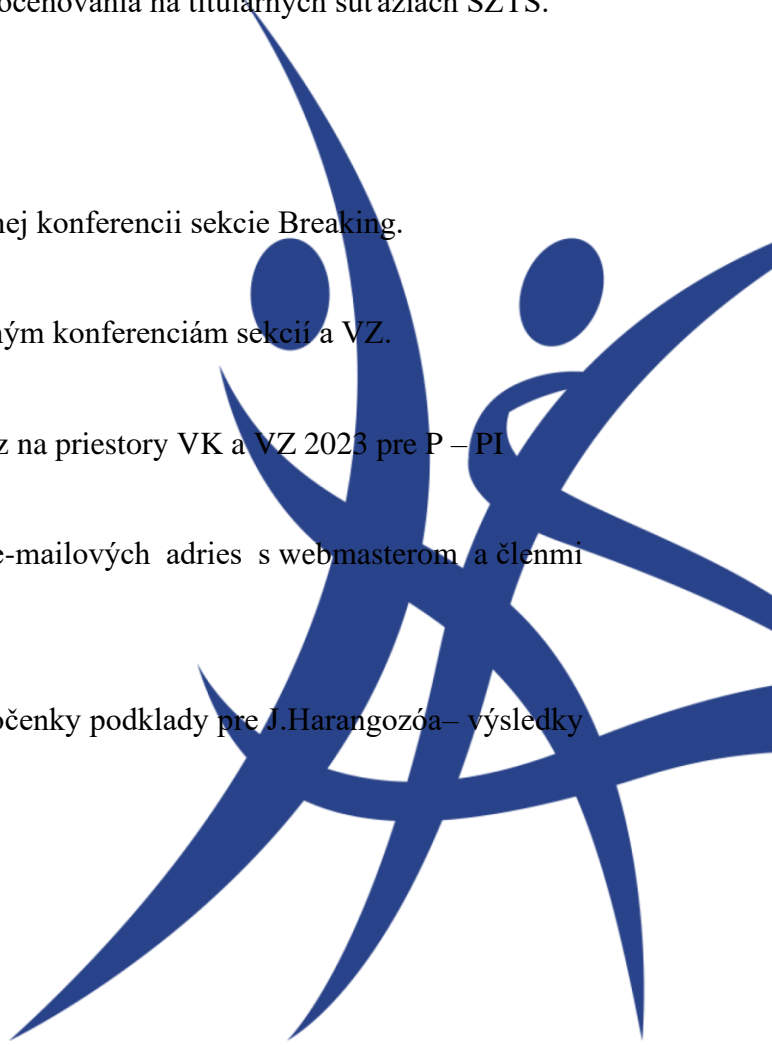 oceňovania na titulárnych súťažiach SZTŠ.
nej konferencii sekcie Breaking.
ným konferenciám sekcií a VZ.
z na priestory VK a VZ 2023 pre P – PI
e-mailových adries s webmasterom a členmi
očenky podklady pre J.Harangozóa– výsledky